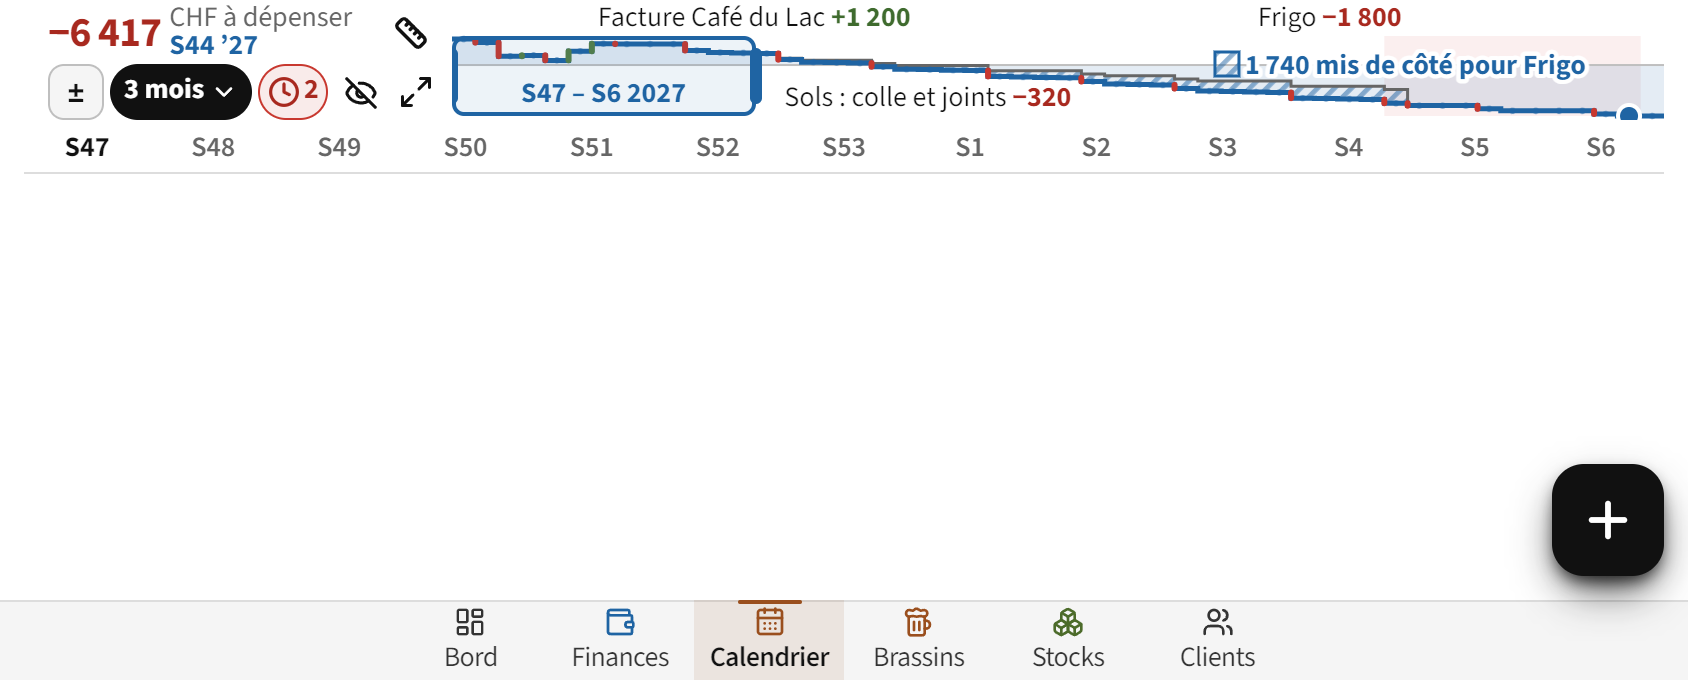 −6 417 CHF à dépenser
S44 ’27
Facture Café du Lac +1 200
Frigo −1 800
1 740 mis de côté pour Frigo
± 3 mois 2
S47 – S6 2027
Sols : colle et joints −320
S47 S48 S49 S50 S51 S52 S53 S1 S2 S3 S4 S5 S6
Bord Finances Calendrier Brassins Stocks Clients